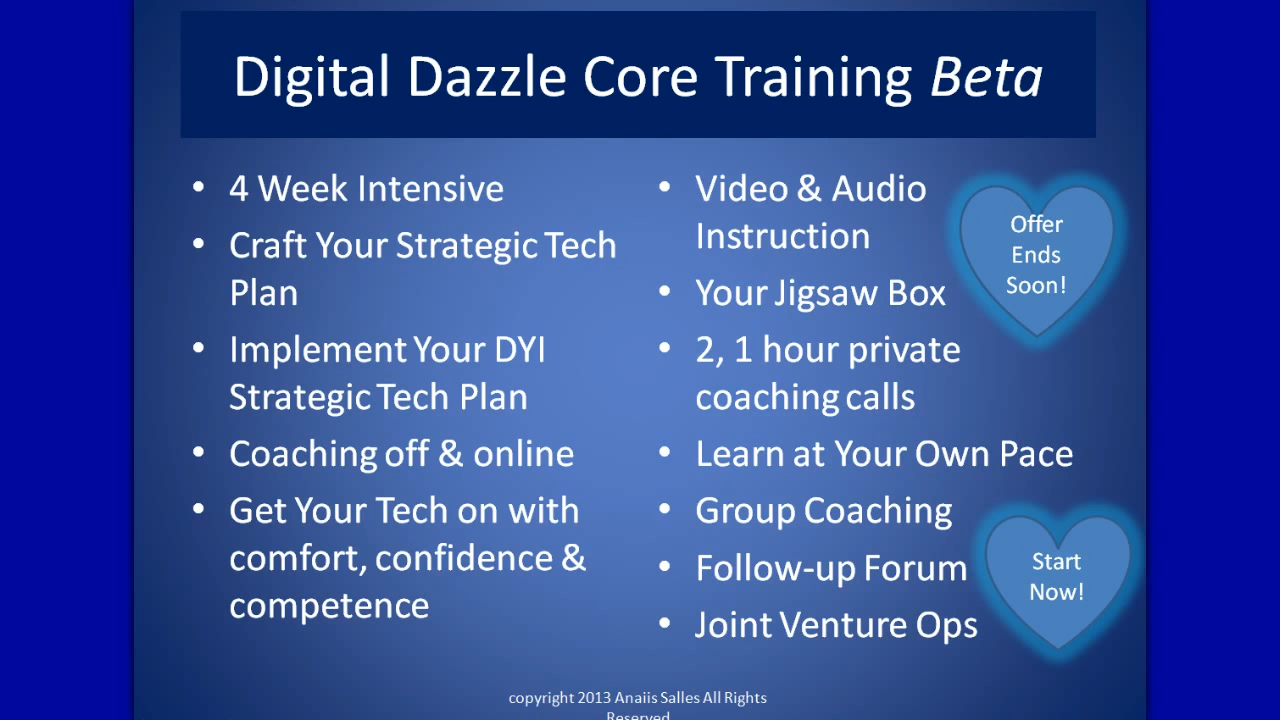 Digital Dazzle Core Training Beta
• 4 Week Intensive
• Craft Your Strategic Tech
Plan
• Implement Your DYI
Strategic Tech Plan
• Coaching off & online
• Get Your Tech on with
comfort, confidence &
competence
• Video & Audio
Instruction
• Your Jigsaw Box
• 2, 1 hour private
coaching calls
• Learn at Your Own Pace
• Group Coaching
• Follow-up Forum
• Joint Venture Ops
Offer
Ends
Soon!
Start
Now!
copyright 2013 Anaiis Salles All Rights
Reserved